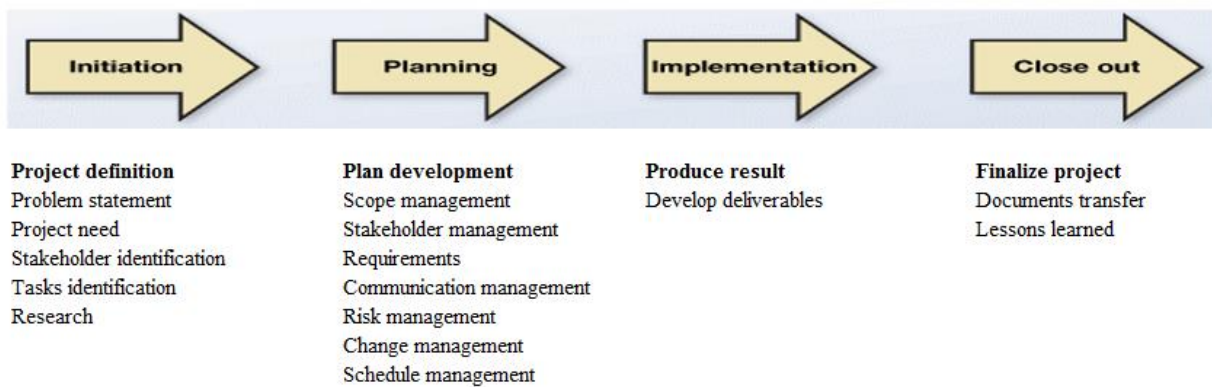 Initiation
Planning
Implementation
Close out
Project definition
Problem statement
Project need
Stakeholder identification
Tasks identification
Research
Plan development
Scope management
Stakeholder management
Requirements
Communication management
Risk management
Change management
Schedule management
Produce result
Develop deliverables
Finalize project
Documents transfer
Lessons learned